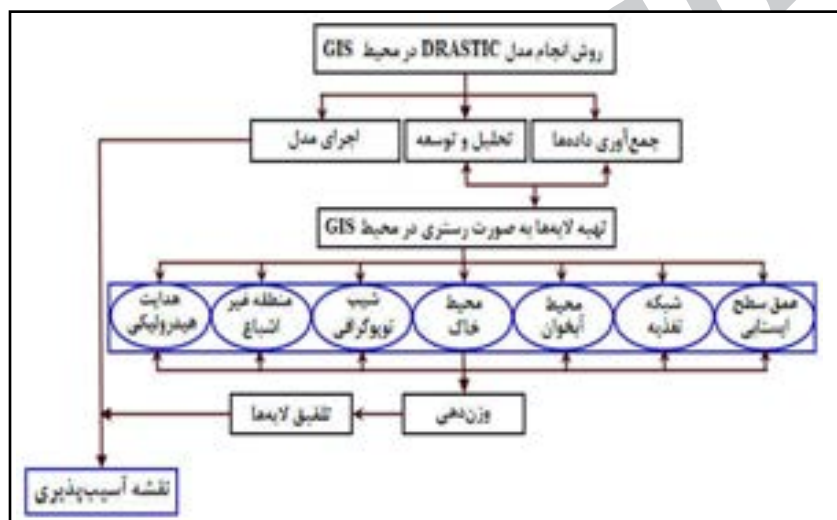 روش انجام مدل DRASTIC در محیط GIS
جمع‌آوری داده‌ها
تحلیل و توسعه
اجرای مدل
تهیه لایه‌ها به صورت رستری در محیط GIS
عمق سطح
ایستابی
شبکه
تغذیه
محیط
آبخوان
محیط
خاک
شیب
توپوگرافی
منطقه غیر
اشباع
هدایت
هیدرولیکی
وزن‌دهی
تلفیق لایه‌ها
نقشه آسیب‌پذیری